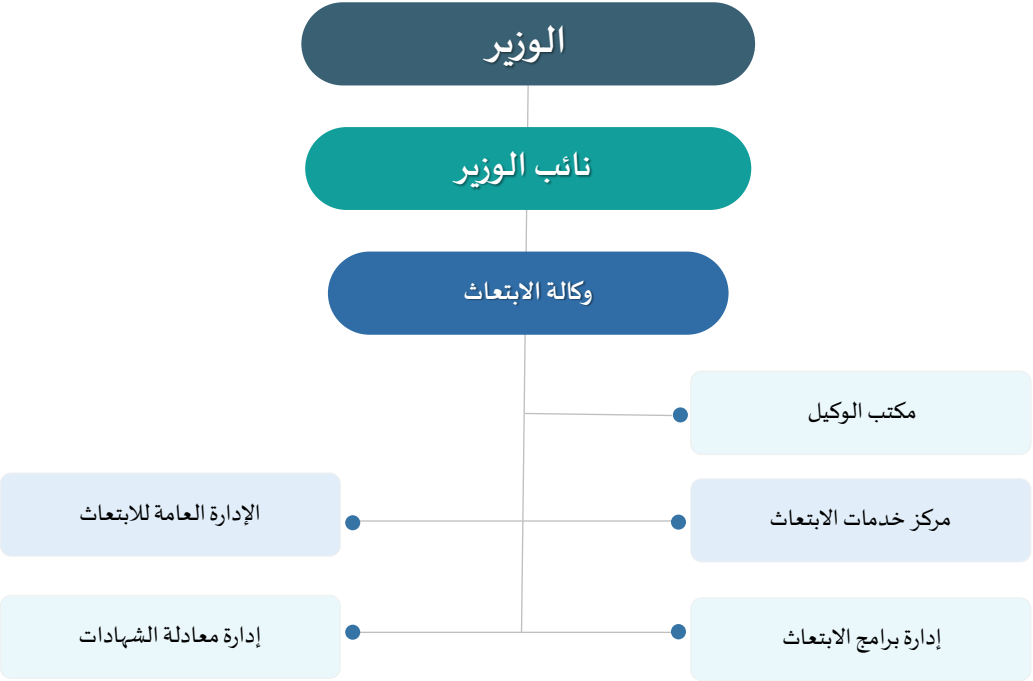 الوزير
نائب الوزير
وكالة الابتعاث
مكتب الوكيل
مركز خدمات الابتعاث
الإدارة العامة للابتعاث
إدارة برامج الابتعاث
إدارة معادلة الشهادات